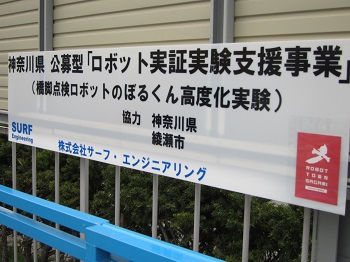 神奈川県 公募型「ロボット実証実験支援事業」
(橋脚点検ロボットのぼるくん高度化実験)
協力 神奈川県
綾瀬市
SURF
Engineering
株式会社サーフ・エンジニアリング
ROBOT
TOWN